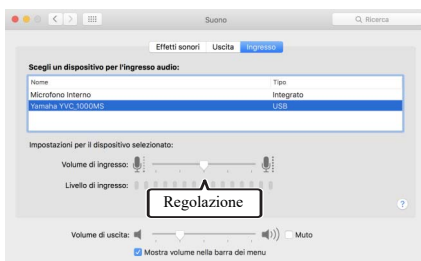 Suono
Ricerca
Effetti sonori Uscita Ingresso
Scegli un dispositivo per l'ingresso audio:
Nome Tipo
Microfono Interno Integrato
Yamaha YVC_1000MS USB
Impostazioni per il dispositivo selezionato:
Volume di ingresso:
Livello di ingresso:
Regolazione
?
Volume di uscita: Muto
Mostra volume nella barra dei menu